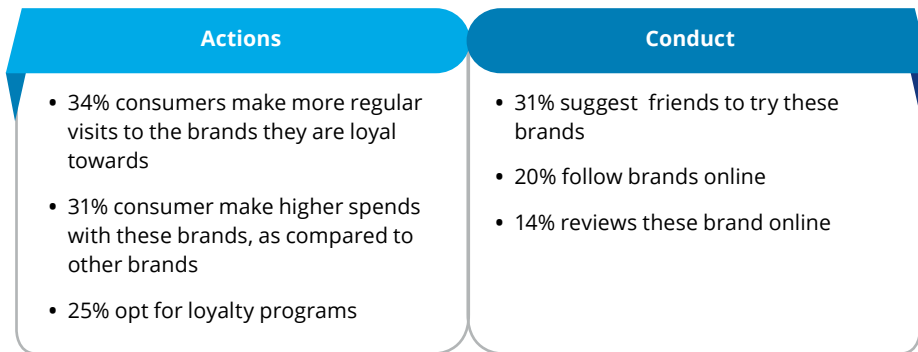 Actions
• 34% consumers make more regular
visits to the brands they are loyal
towards
• 31% consumer make higher spends
with these brands, as compared to
other brands
• 25% opt for loyalty programs
Conduct
• 31% suggest  friends to try these
brands
• 20% follow brands online
• 14% reviews these brand online